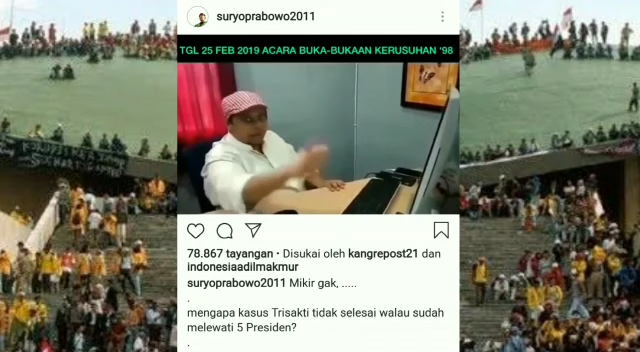 suryoprabowo2011
TGL 25 FEB 2019 ACARA BUKA-BUKAAN KERUSUHAN '98
78.867 tayangan • Disukai oleh kangrepost21 dan
indonesiaadilmakmur
suryoprabowo2011 Mikir gak, .....
.
mengapa kasus Trisakti tidak selesai walau sudah
melewati 5 Presiden?
.